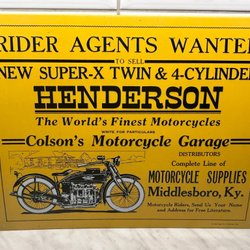 RIDER AGENTS WANTED
TO SELL
NEW SUPER-X TWIN & 4-CYLINDER
HENDERSON
The World's Finest Motorcycles
WRITE FOR PARTICULARS
Colson's Motorcycle Garage
DISTRIBUTORS
Complete Line of
MOTORCYCLE SUPPLIES
Middlesboro, Ky.
Motorcycle Riders, Send Us Your Name
and Address for Free Literature.